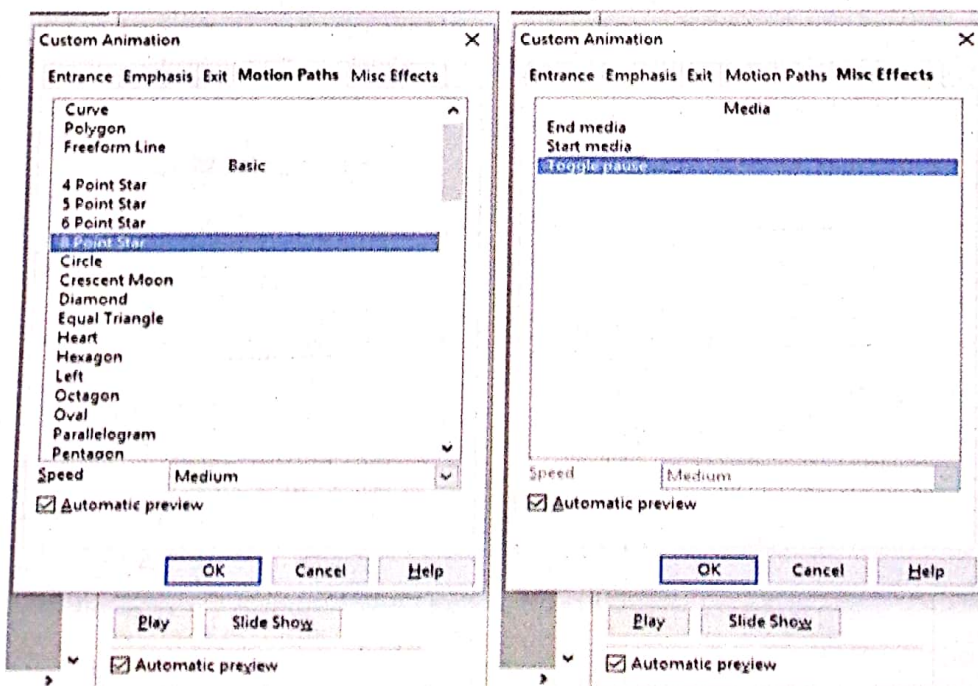 Custom Animation
Entrance Emphasis Exit Motion Paths Misc Effects
Curve
Polygon
Freeform Line
Basic
4 Point Star
5 Point Star
6 Point Star
8 Point Star
Circle
Crescent Moon
Diamond
Equal Triangle
Heart
Hexagon
Left
Octagon
Oval
Parallelogram
Pentagon
Speed Medium
Automatic preview
OK Cancel Help
Play Slide Show
Automatic preview
Custom Animation
Entrance Emphasis Exit Motion Paths Misc Effects
Media
End media
Start media
Toggle pause
Speed Medium
Automatic preview
OK Cancel Help
Play Slide Show
Automatic preview